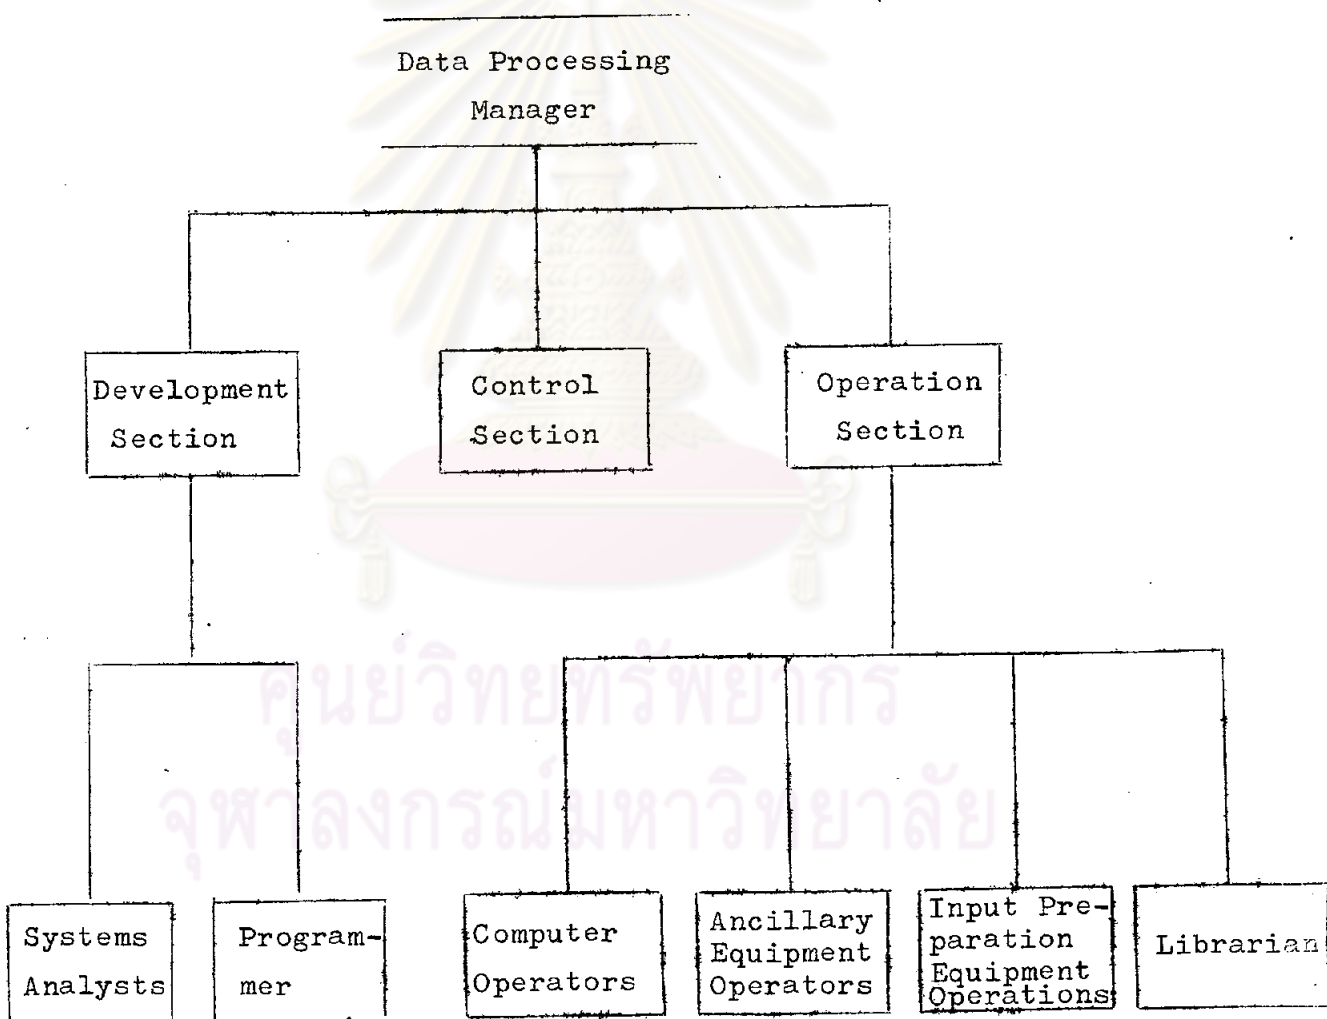 Data Processing
Manager
Development
Section
Control
Section
Operation
Section
ศูนย์วิทยทรัพยากร
จุฬาลงกรณ์มหาวิทยาลัย
Systems
Analysts
Program-
mer
Computer
Operators
Ancillary
Equipment
Operators
Input Pre-
paration
Equipment
Operations
Librarian